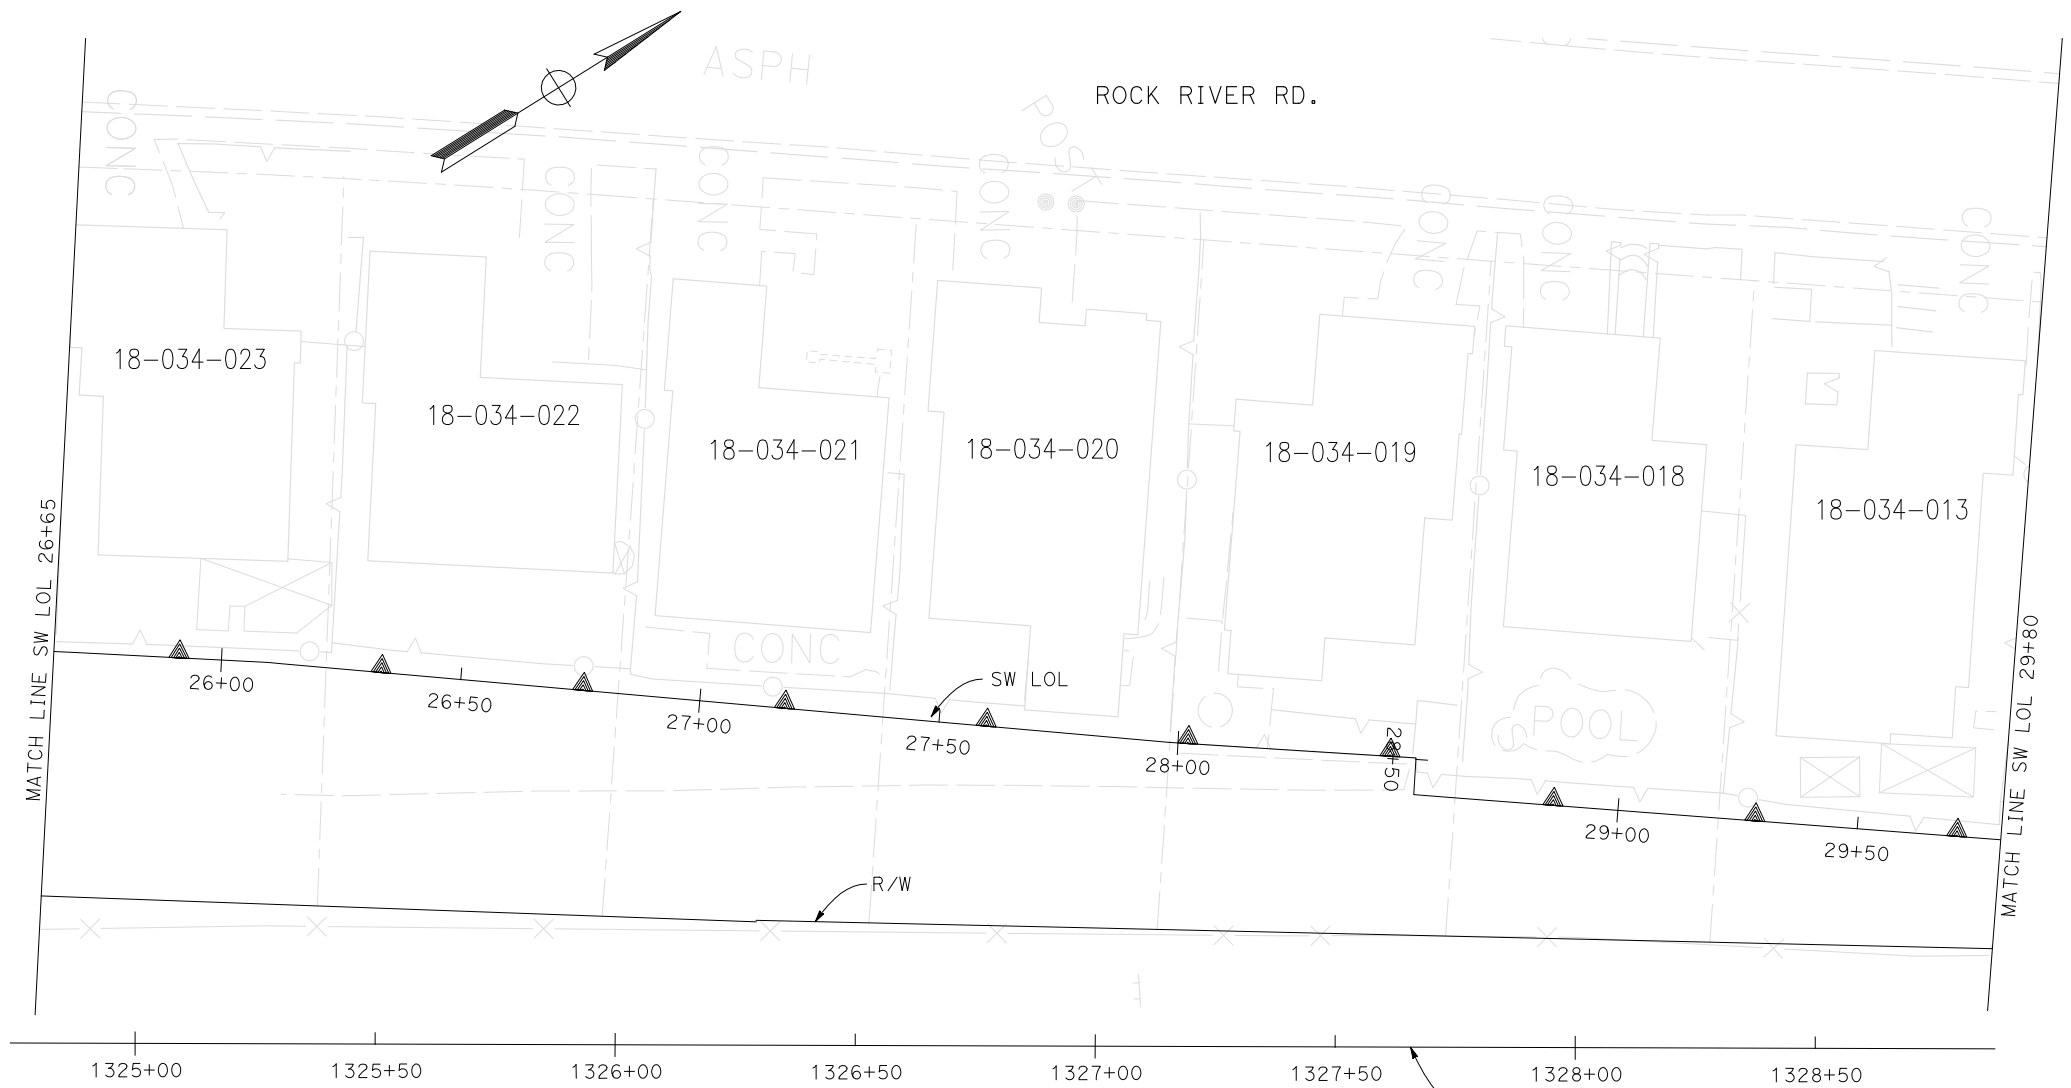 ASPH
ROCK RIVER RD.
CONC
CONC
CONC
CONC
POST
CONC
CONC
CONC
18-034-023
18-034-022
18-034-021
18-034-020
18-034-019
18-034-018
18-034-013
MATCH LINE SW LOL 26+65
MATCH LINE SW LOL 29+80
CONC
SW LOL
POOL
26+00
26+50
27+00
27+50
28+00
28+50
29+00
29+50
R/W
1325+00
1325+50
1326+00
1326+50
1327+00
1327+50
1328+00
1328+50